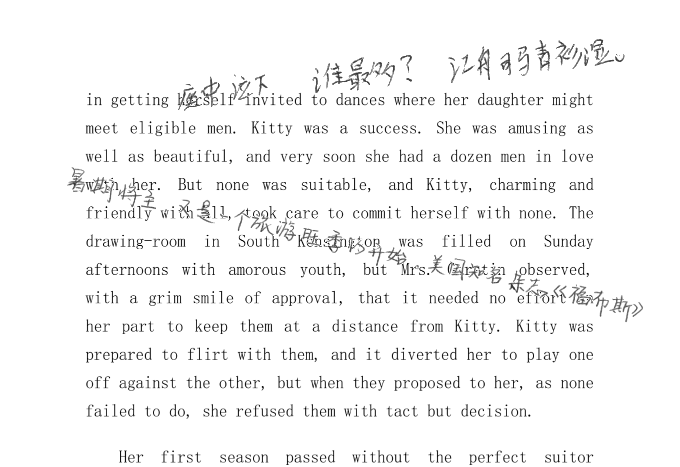 座中泣下 谁最多？ 江州司马青衫湿。
in getting herself invited to dances where her daughter might
meet eligible men. Kitty was a success. She was amusing as
well as beautiful, and very soon she had a dozen men in love
with her. But none was suitable, and Kitty, charming and
friendly with all, took care to commit herself with none. The
drawing-room in South Kensington was filled on Sunday
afternoons with amorous youth, but Mrs. Garstin observed,
with a grim smile of approval, that it needed no effort on
her part to keep them at a distance from Kitty. Kitty was
prepared to flirt with them, and it diverted her to play one
off against the other, but when they proposed to her, as none
failed to do, she refused them with tact but decision.
Her first season passed without the perfect suitor
暑期将至，又是一个旅游旺季的开始。美国知名杂志《福布斯》